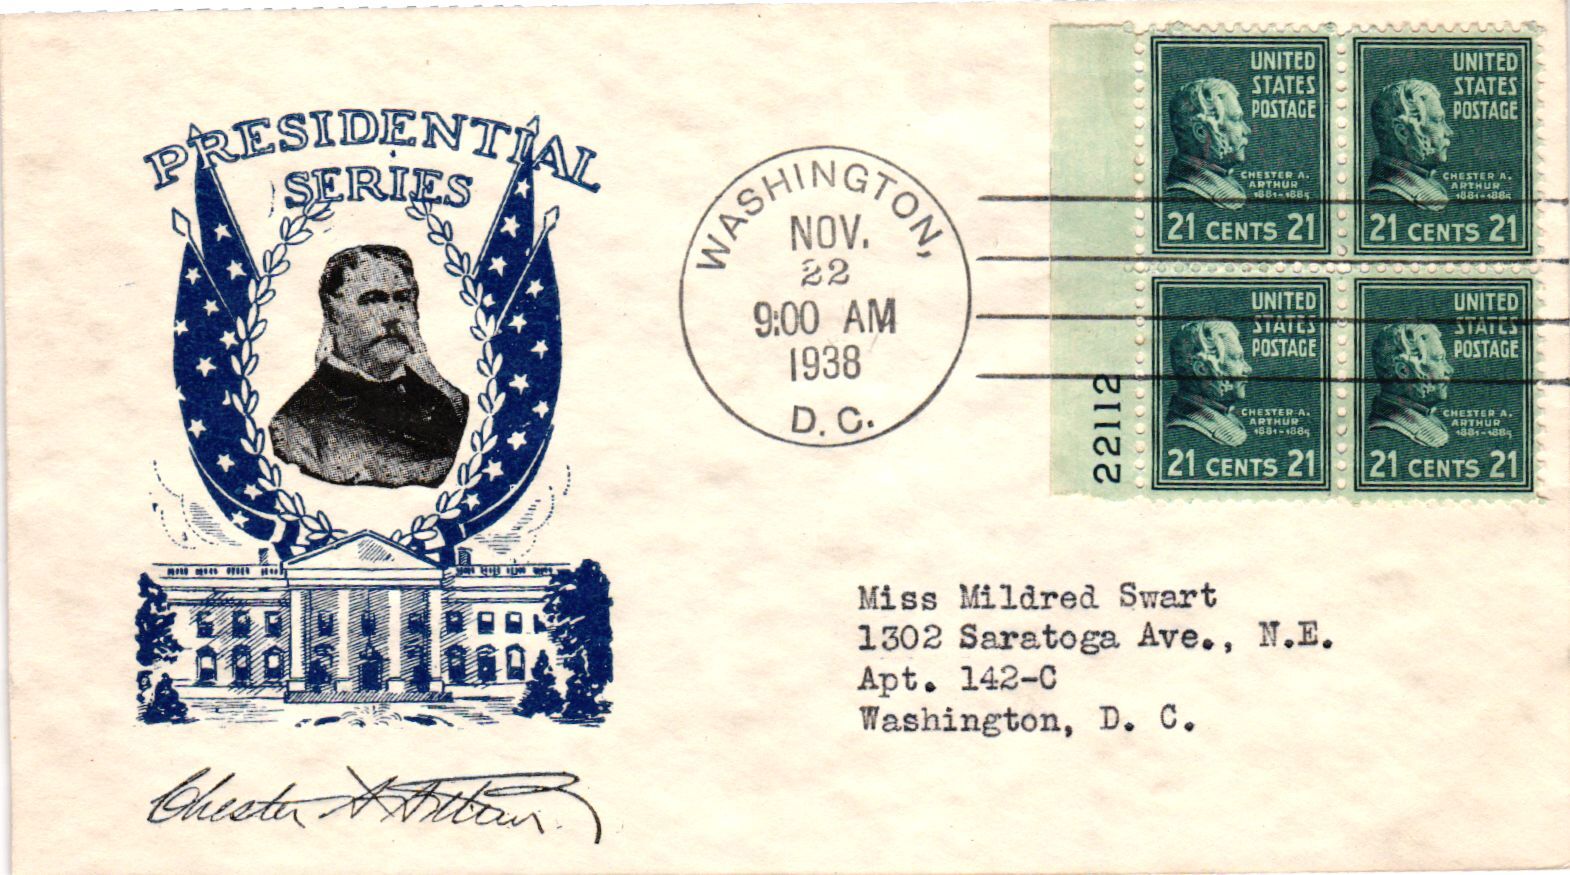 PRESIDENTIAL
SERIES
Chester A Arthur
WASHINGTON,
NOV.
22
9:00 AM
1938
D. C.
UNITED
STATES
POSTAGE
CHESTER A.
ARTHUR
1881-1885
21 CENTS 21
UNITED
STATES
POSTAGE
CHESTER A.
ARTHUR
1881-1885
21 CENTS 21
UNITED
STATES
POSTAGE
CHESTER A.
ARTHUR
1881-1885
21 CENTS 21
UNITED
STATES
POSTAGE
CHESTER A.
ARTHUR
1881-1885
21 CENTS 21
22112
Miss Mildred Swart
1302 Saratoga Ave., N.E.
Apt. 142-C
Washington, D. C.